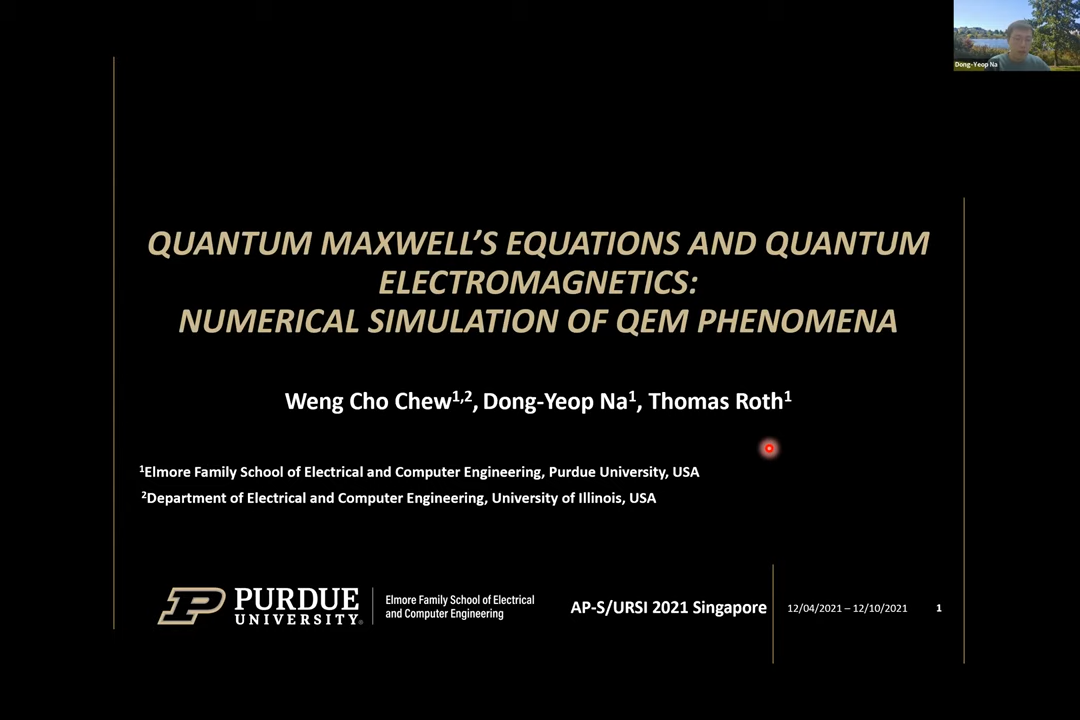 Dong-Yeop Na
QUANTUM MAXWELL'S EQUATIONS AND QUANTUM
ELECTROMAGNETICS:
NUMERICAL SIMULATION OF QEM PHENOMENA
Weng Cho Chew1,2, Dong-Yeop Na1, Thomas Roth1
1Elmore Family School of Electrical and Computer Engineering, Purdue University, USA
2Department of Electrical and Computer Engineering, University of Illinois, USA
PURDUE
UNIVERSITY®
Elmore Family School of Electrical
and Computer Engineering
AP-S/URSI 2021 Singapore
12/04/2021 – 12/10/2021
1